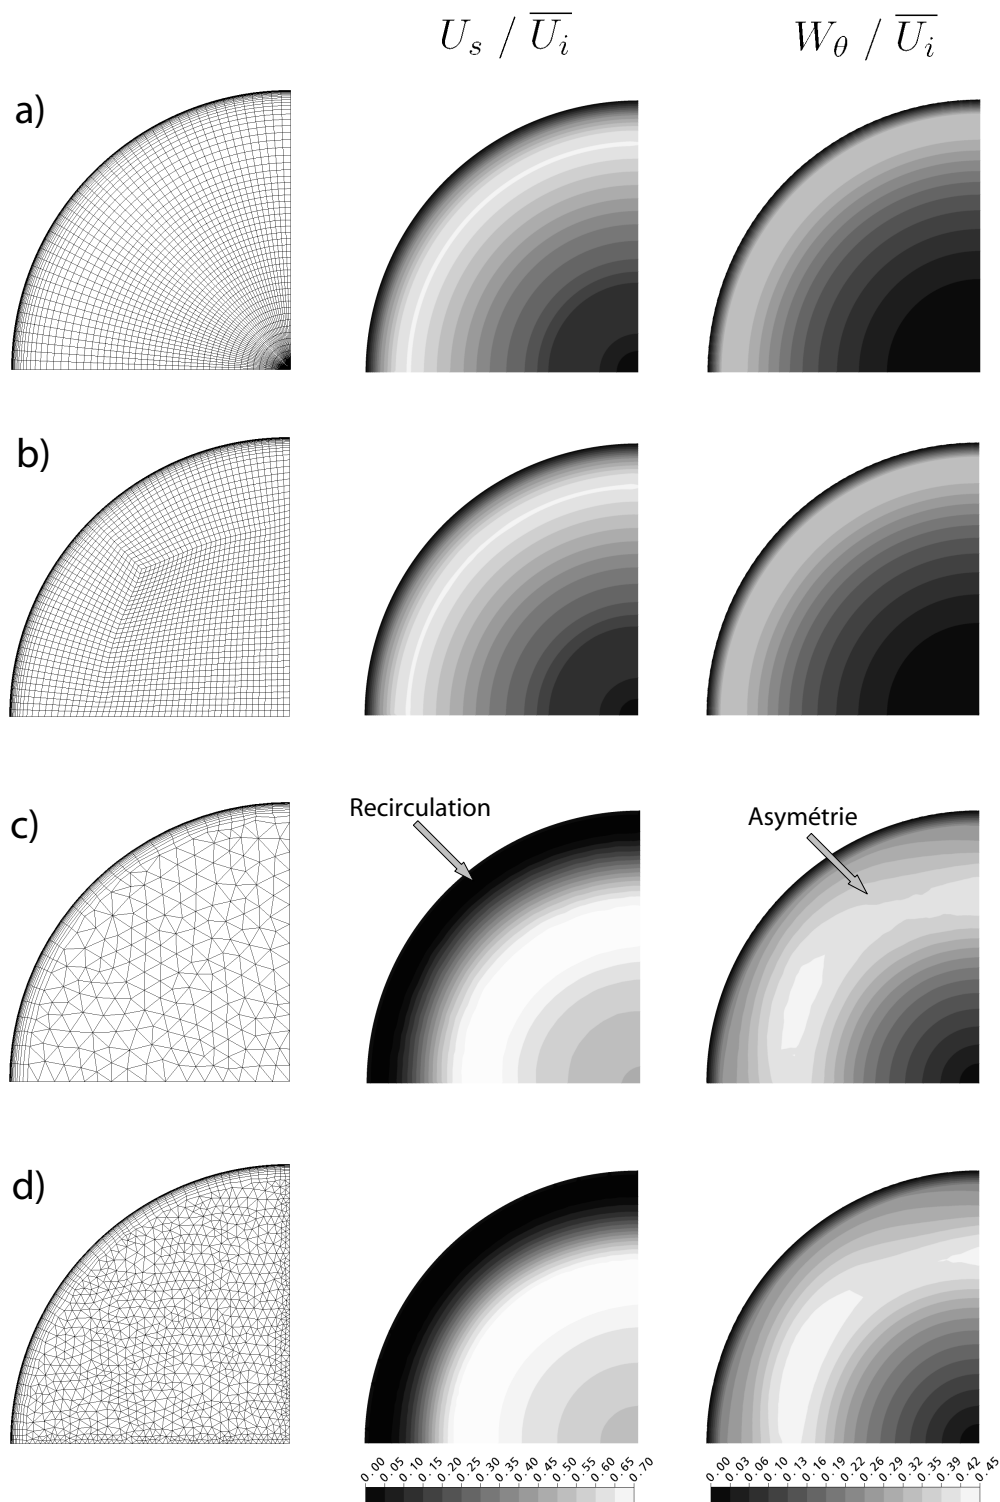 U_s / \overline{U_i}
W_θ / \overline{U_i}
a)
b)
c)
Recirculation
Asymétrie
d)
0.00 0.05 0.10 0.15 0.20 0.25 0.30 0.35 0.40 0.45 0.50 0.55 0.60 0.65 0.70
0.00 0.03 0.06 0.10 0.13 0.16 0.19 0.22 0.26 0.29 0.32 0.35 0.39 0.42 0.45